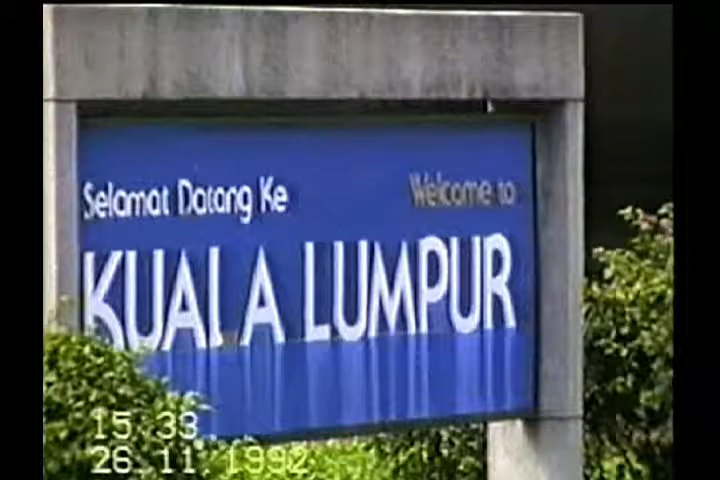 Selamat Datang Ke
Welcome to
KUALA LUMPUR
15:33
26.11.1992